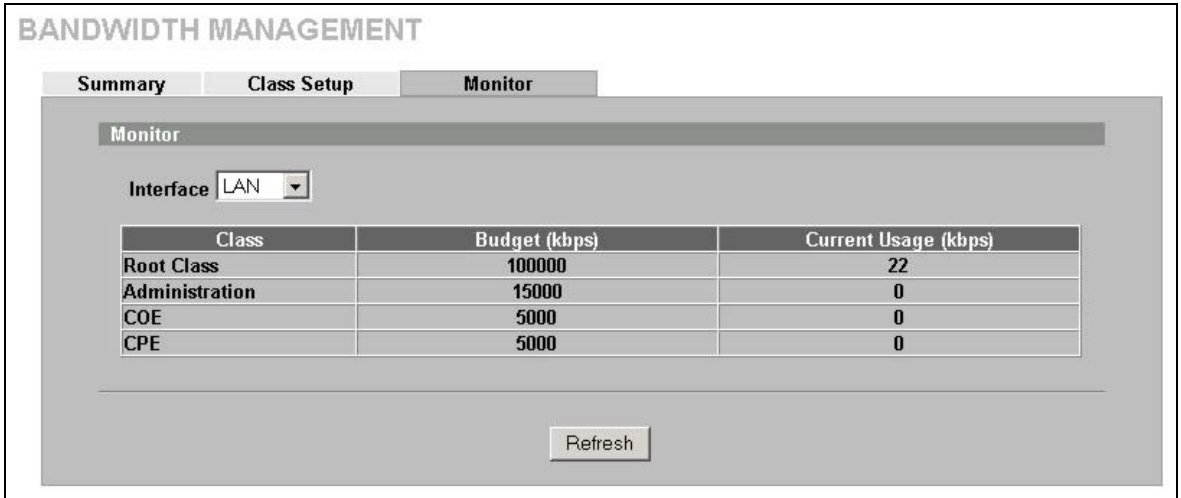 BANDWIDTH MANAGEMENT
Summary Class Setup Monitor
Monitor
Interface LAN
Class Budget (kbps) Current Usage (kbps)
Root Class 100000 22
Administration 15000 0
COE 5000 0
CPE 5000 0
Refresh